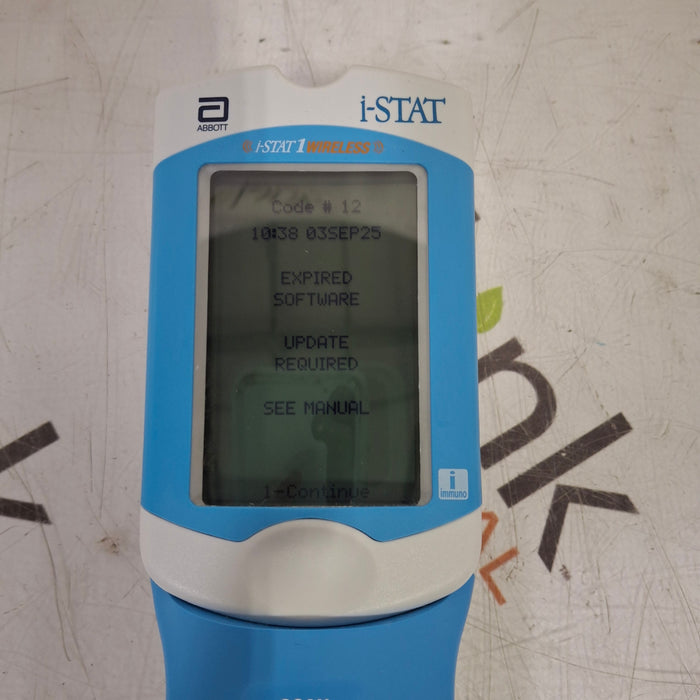 a
ABBOTT
i-STAT
i-STAT 1 WIRELESS
Code # 12
10:38 03SEP25
EXPIRED
SOFTWARE
UPDATE
REQUIRED
SEE MANUAL
1-Continue
i
immuno
nk